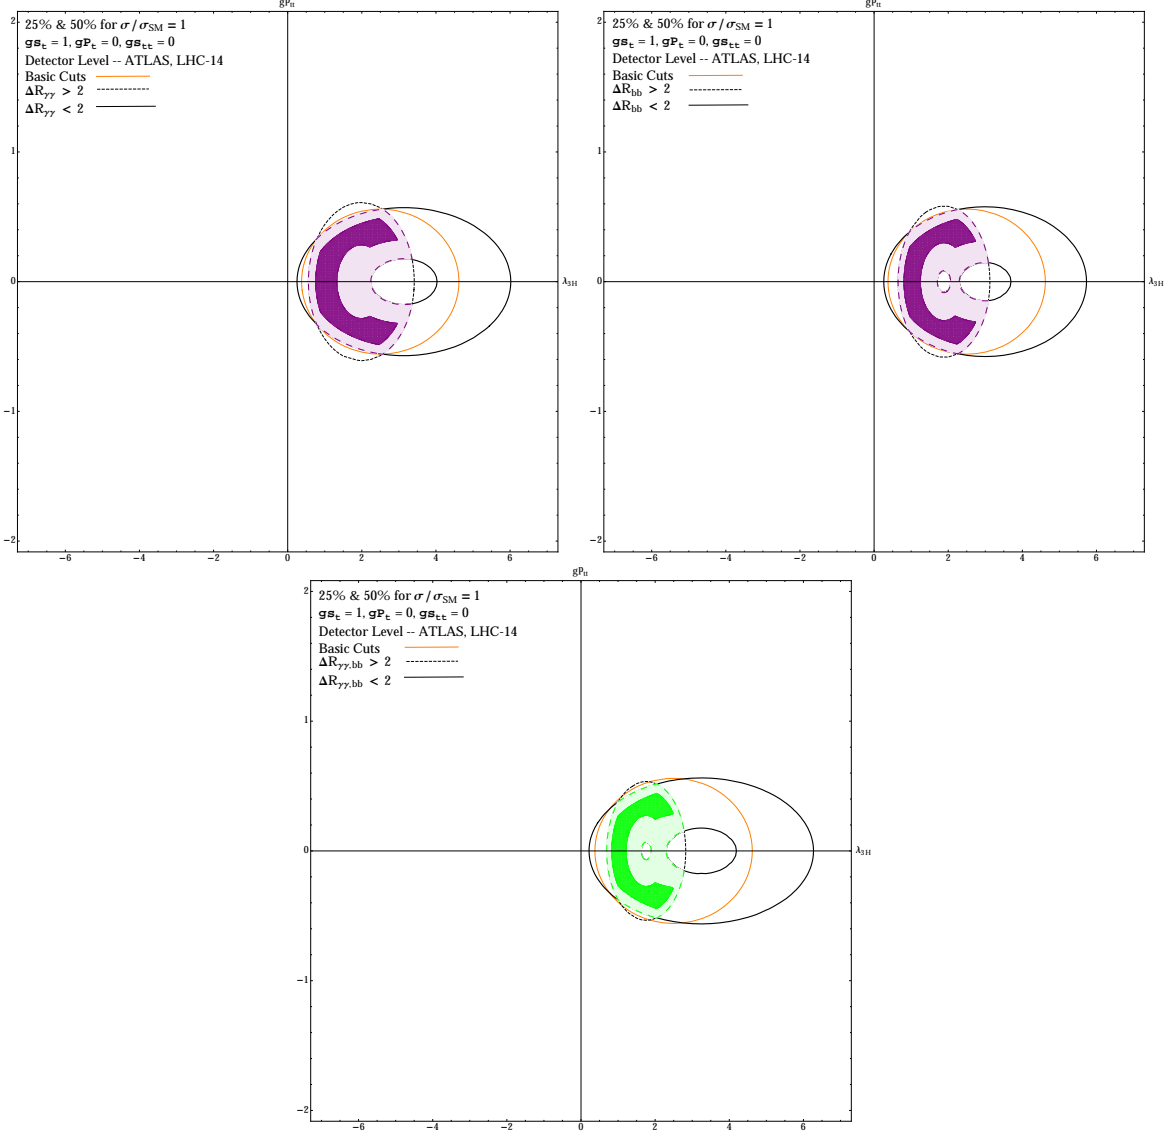 gPtt
25% & 50% for σ/σSM = 1
gSt = 1, gPt = 0, gStt = 0
Detector Level -- ATLAS, LHC-14
Basic Cuts
ΔRγγ > 2
ΔRγγ < 2
2
1
0
-1
-2
-6
-4
-2
0
2
4
6
λ3H
gPtt
25% & 50% for σ/σSM = 1
gSt = 1, gPt = 0, gStt = 0
Detector Level -- ATLAS, LHC-14
Basic Cuts
ΔRbb > 2
ΔRbb < 2
2
1
0
-1
-2
-6
-4
-2
0
2
4
6
λ3H
gPtt
25% & 50% for σ/σSM = 1
gSt = 1, gPt = 0, gStt = 0
Detector Level -- ATLAS, LHC-14
Basic Cuts
ΔRγγ,bb > 2
ΔRγγ,bb < 2
2
1
0
-1
-2
-6
-4
-2
0
2
4
6
λ3H